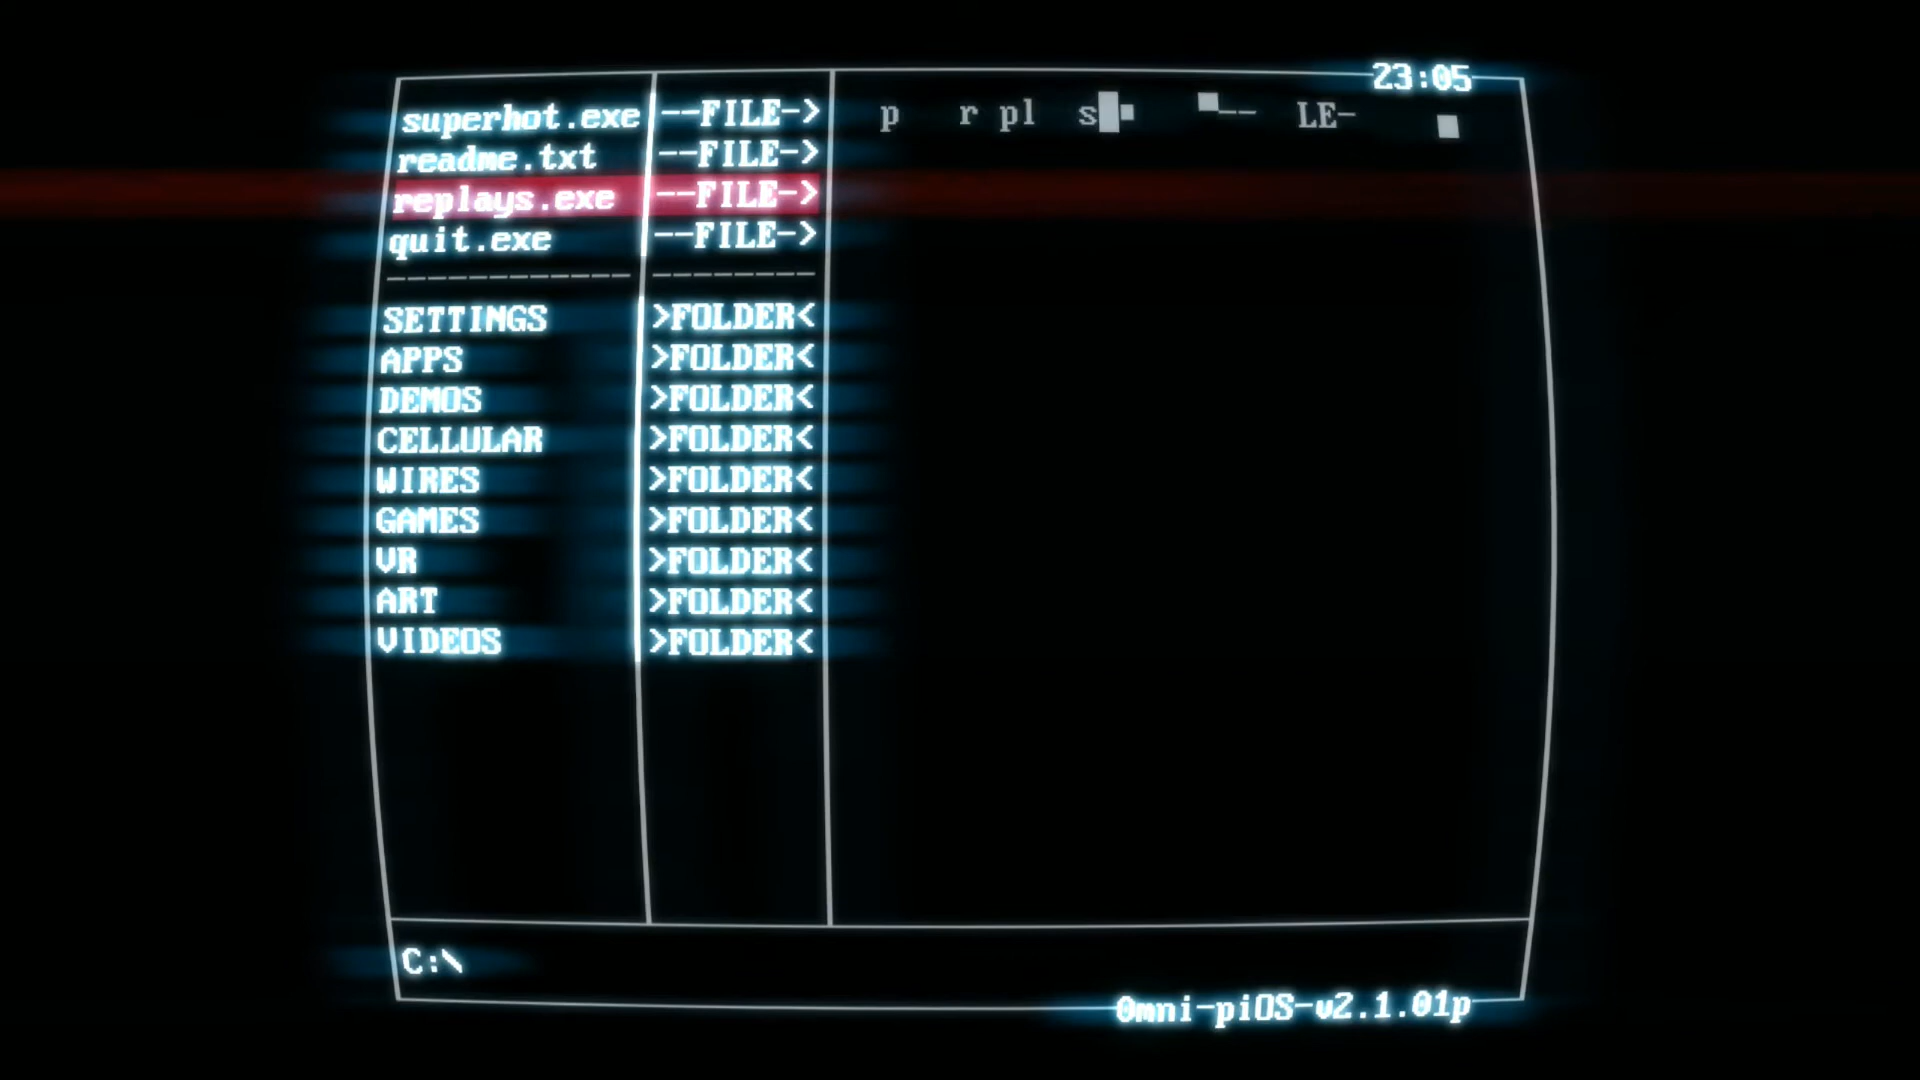 23:05
superhot.exe --FILE->
readme.txt --FILE->
replays.exe --FILE->
quit.exe --FILE->
------------ --------
SETTINGS >FOLDER<
APPS >FOLDER<
DEMOS >FOLDER<
CELLULAR >FOLDER<
WIRES >FOLDER<
GAMES >FOLDER<
VR >FOLDER<
ART >FOLDER<
VIDEOS >FOLDER<
C:\
Omni-piOS-v2.1.01p